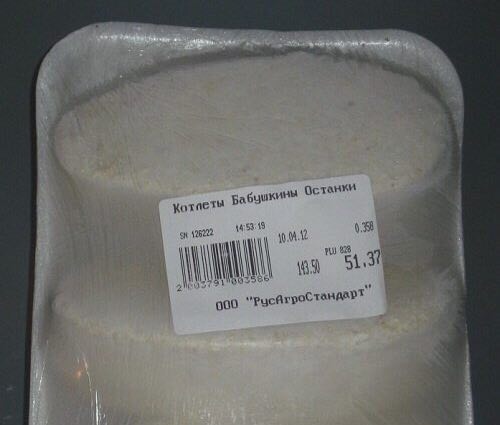 Котлеты Бабушкины Останки
SN 126222 14:53:19 10.04.12 0.358
PLU 828
143.50 51.37
2 003791 003586
ООО "РусАгроСтандарт"